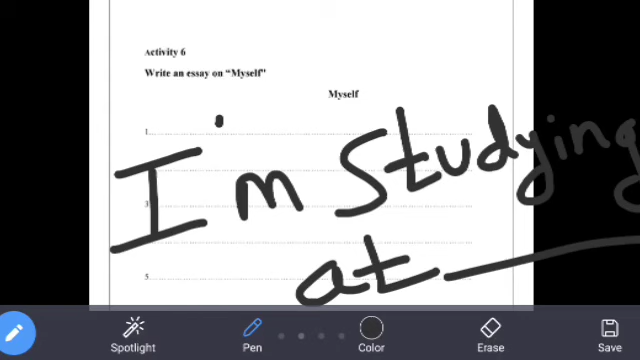 Activity 6
Write an essay on “Myself”
Myself
1
I'm studying
3
at
5
Spotlight
Pen
Color
Erase
Save